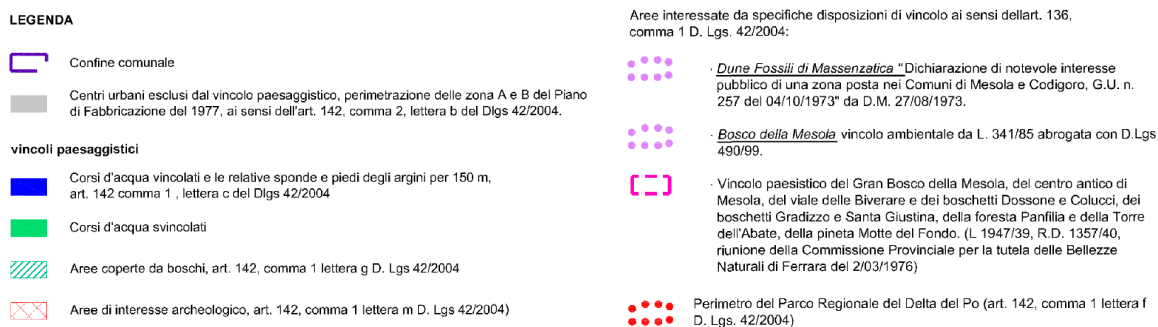 LEGENDA
Confine comunale
Centri urbani esclusi dal vincolo paesaggistico, perimetrazione delle zona A e B del Piano
di Fabbricazione del 1977, ai sensi dell'art. 142, comma 2, lettera b del Dlgs 42/2004.
vincoli paesaggistici
Corsi d'acqua vincolati e le relative sponde e piedi degli argini per 150 m,
art. 142 comma 1 , lettera c del Dlgs 42/2004
Corsi d'acqua svincolati
Aree coperte da boschi, art. 142, comma 1 lettera g D. Lgs 42/2004
Aree di interesse archeologico, art. 142, comma 1 lettera m D. Lgs 42/2004)
Aree interessate da specifiche disposizioni di vincolo ai sensi dellart. 136,
comma 1 D. Lgs. 42/2004:
· Dune Fossili di Massenzatica "Dichiarazione di notevole interesse
pubblico di una zona posta nei Comuni di Mesola e Codigoro, G.U. n.
257 del 04/10/1973" da D.M. 27/08/1973.
· Bosco della Mesola vincolo ambientale da L. 341/85 abrogata con D.Lgs
490/99.
· Vincolo paesistico del Gran Bosco della Mesola, del centro antico di
Mesola, del viale delle Biverare e dei boschetti Dossone e Colucci, dei
boschetti Gradizzo e Santa Giustina, della foresta Panfilia e della Torre
dell'Abate, della pineta Motte del Fondo. (L 1947/39, R.D. 1357/40,
riunione della Commissione Provinciale per la tutela delle Bellezze
Naturali di Ferrara del 2/03/1976)
Perimetro del Parco Regionale del Delta del Po (art. 142, comma 1 lettera f
D. Lgs. 42/2004)